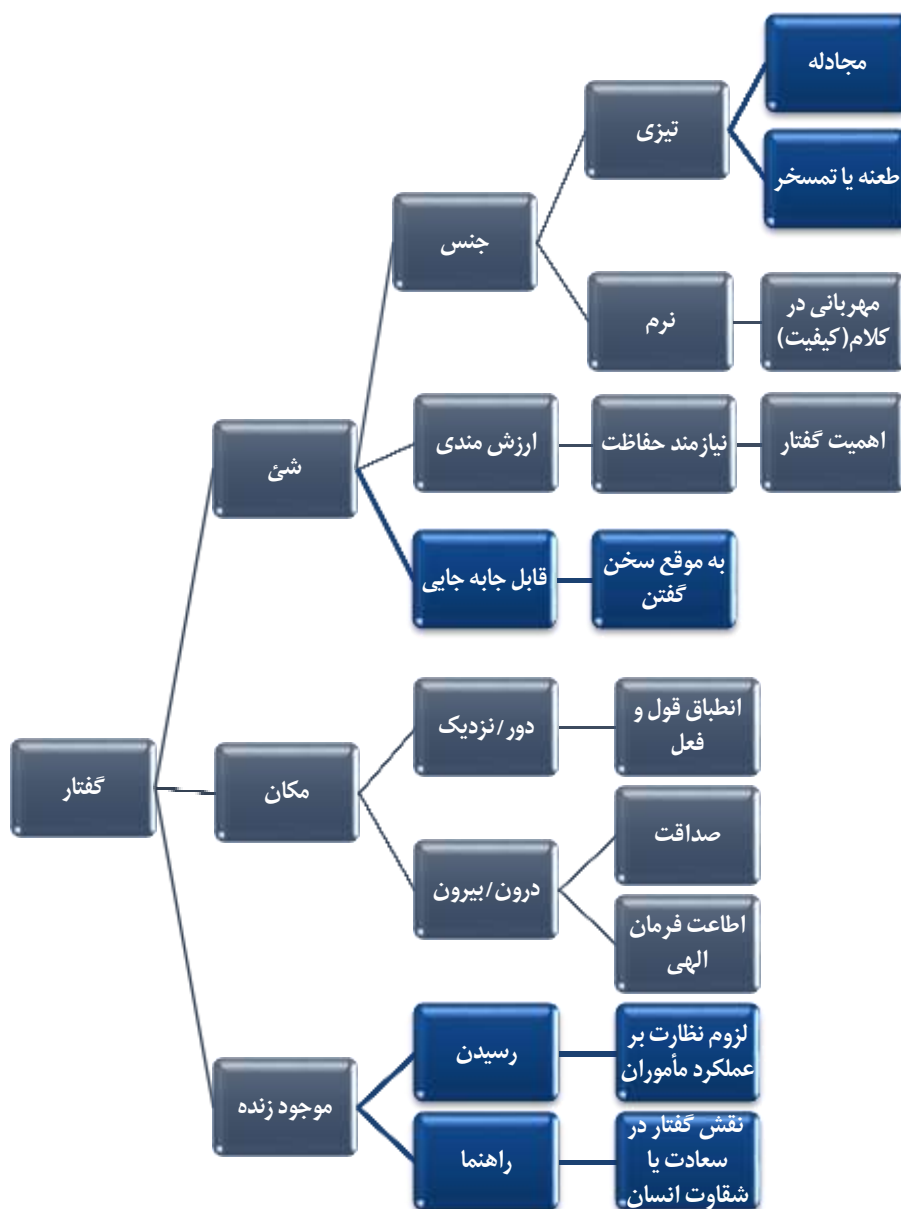 مجادله
تیزی
طعنه یا تمسخر
جنس
مهربانی در
کلام(کیفیت)
نرم
شئ
ارزش مندی
نیازمند حفاظت
اهمیت گفتار
قابل جابه جایی
به موقع سخن
گفتن
گفتار
مکان
دور/نزدیک
انطباق قول و
فعل
درون/بیرون
صداقت
اطاعت فرمان
الهی
موجود زنده
رسیدن
لزوم نظارت بر
عملکرد مأموران
راهنما
نقش گفتار در
سعادت یا
شقاوت انسان